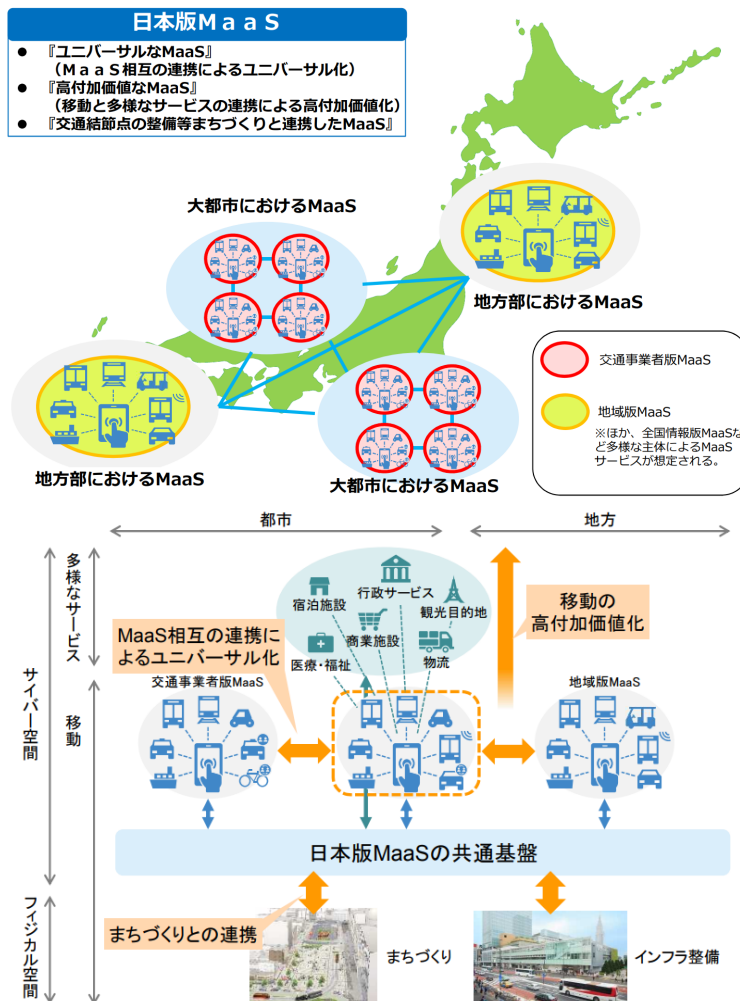 日本版ＭａａＳ
● 『ユニバーサルなMaaS』
（ＭａａＳ相互の連携によるユニバーサル化）
● 『高付加価値なMaaS』
（移動と多様なサービスの連携による高付加価値化）
● 『交通結節点の整備等まちづくりと連携したMaaS』
大都市におけるMaaS
地方部におけるMaaS
交通事業者版MaaS
地域版MaaS
※ほか、全国情報版MaaSな
ど多様な主体によるMaaS
サービスが想定される。
地方部におけるMaaS
大都市におけるMaaS
都市
地方
サイバー空間
多様なサービス
移動
フィジカル空間
行政サービス
宿泊施設
観光目的地
商業施設
医療・福祉
物流
移動の
高付加価値化
MaaS相互の連携に
よるユニバーサル化
交通事業者版MaaS
地域版MaaS
日本版MaaSの共通基盤
まちづくりとの連携
まちづくり
インフラ整備